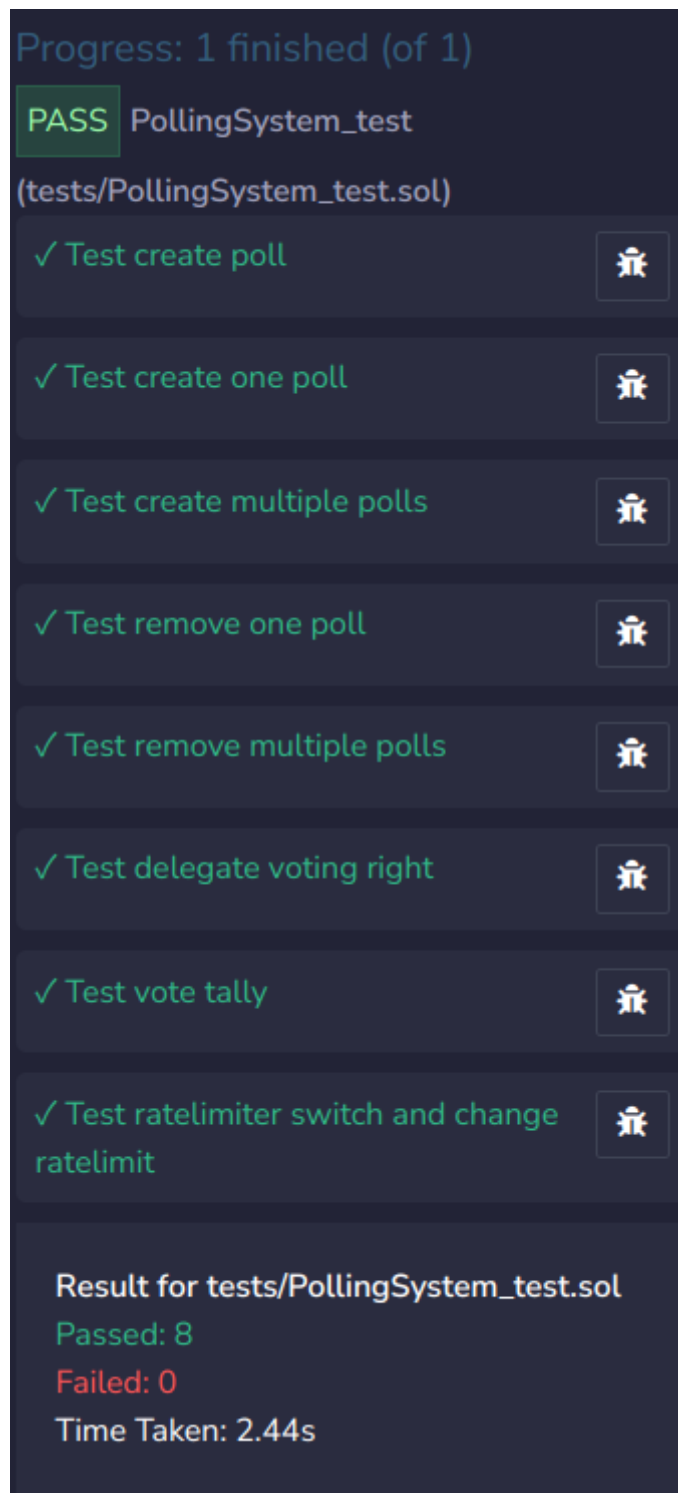 Progress: 1 finished (of 1)
PASS PollingSystem_test
(tests/PollingSystem_test.sol)
✓ Test create poll
✓ Test create one poll
✓ Test create multiple polls
✓ Test remove one poll
✓ Test remove multiple polls
✓ Test delegate voting right
✓ Test vote tally
✓ Test ratelimiter switch and change
ratelimit
Result for tests/PollingSystem_test.sol
Passed: 8
Failed: 0
Time Taken: 2.44s